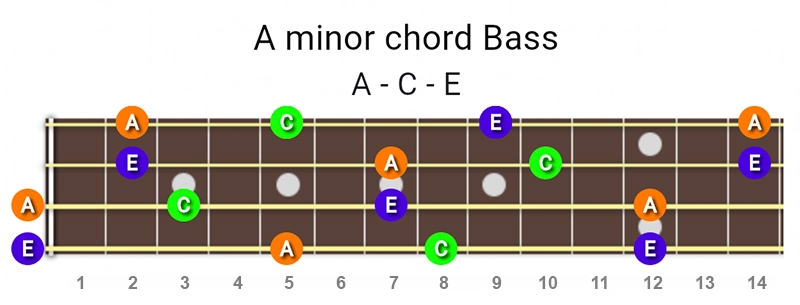 A minor chord Bass
A - C - E
A C E A
E A C E
A C E A
E A C E
1 2 3 4 5 6 7 8 9 10 11 12 13 14